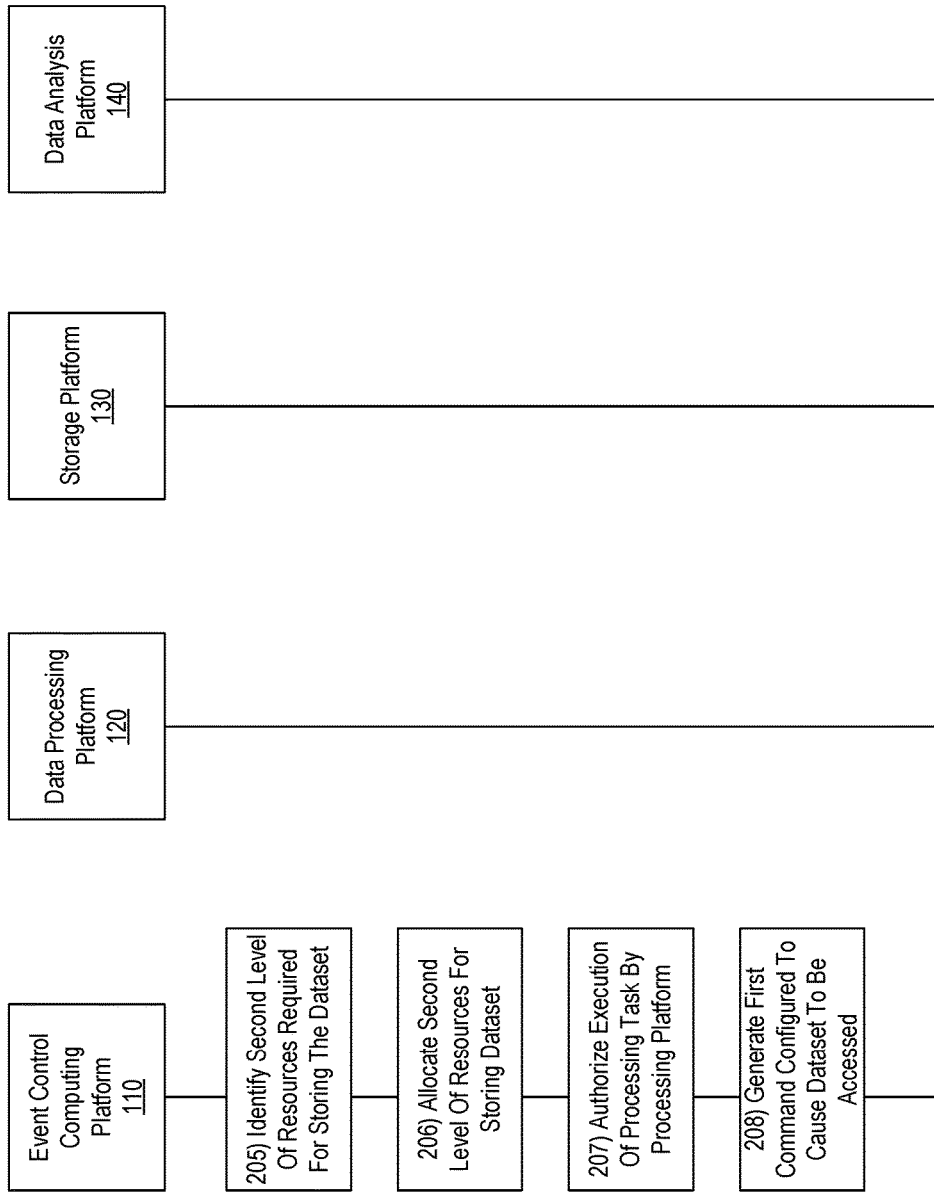 Event Control
Computing
Platform
110
Data Processing
Platform
120
Storage Platform
130
Data Analysis
Platform
140
205) Identify Second Level
Of Resources Required
For Storing The Dataset
206) Allocate Second
Level Of Resources For
Storing Dataset
207) Authorize Execution
Of Processing Task By
Processing Platform
208) Generate First
Command Configured To
Cause Dataset To Be
Accessed